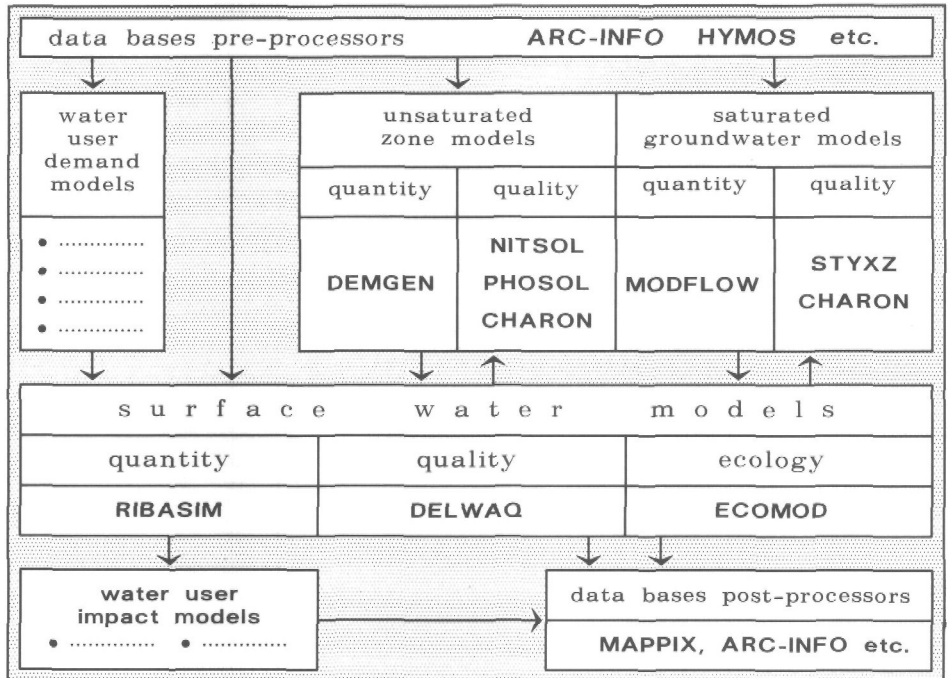 data bases pre-processors ARC-INFO HYMOS etc.
water
user
demand
models
• ..............
• ..............
• ..............
• ..............
unsaturated
zone models
saturated
groundwater models
quantity
quality
quantity
quality
DEMGEN
NITSOL
PHOSOL
CHARON
MODFLOW
STYXZ
CHARON
surface water models
quantity
quality
ecology
RIBASIM
DELWAQ
ECOMOD
water user
impact models
• .............. • ..............
data bases post-processors
MAPPIX, ARC-INFO etc.